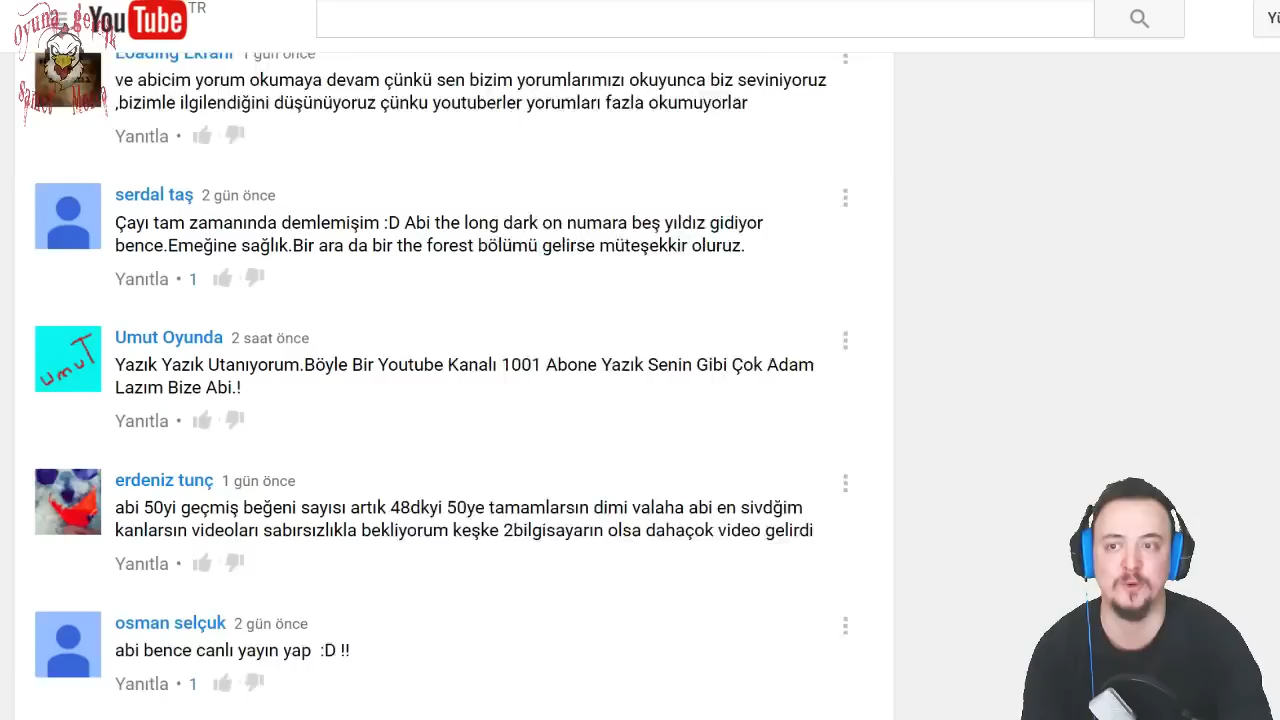 oyuna gerek
YouTube TR
Yü
Loading Ekranı 1 gün önce
ve abicim yorum okumaya devam çünkü sen bizim yorumlarımızı okuyunca biz seviniyoruz
,bizimle ilgilendiğini düşünüyoruz çünku youtuberler yorumları fazla okumuyorlar
Yanıtla •
serdal taş 2 gün önce
Çayı tam zamanında demlemişim :D Abi the long dark on numara beş yıldız gidiyor
bence.Emeğine sağlık.Bir ara da bir the forest bölümü gelirse müteşekkir oluruz.
Yanıtla • 1
umuT
Umut Oyunda 2 saat önce
Yazık Yazık Utanıyorum.Böyle Bir Youtube Kanalı 1001 Abone Yazık Senin Gibi Çok Adam
Lazım Bize Abi.!
Yanıtla •
erdeniz tunç 1 gün önce
abi 50yi geçmiş beğeni sayısı artık 48dkyi 50ye tamamlarsın dimi valaha abi en sivdğim
kanlarsın videoları sabırsızlıkla bekliyorum keşke 2bilgisayarın olsa dahaçok video gelirdi
Yanıtla •
osman selçuk 2 gün önce
abi bence canlı yayın yap :D !!
Yanıtla • 1